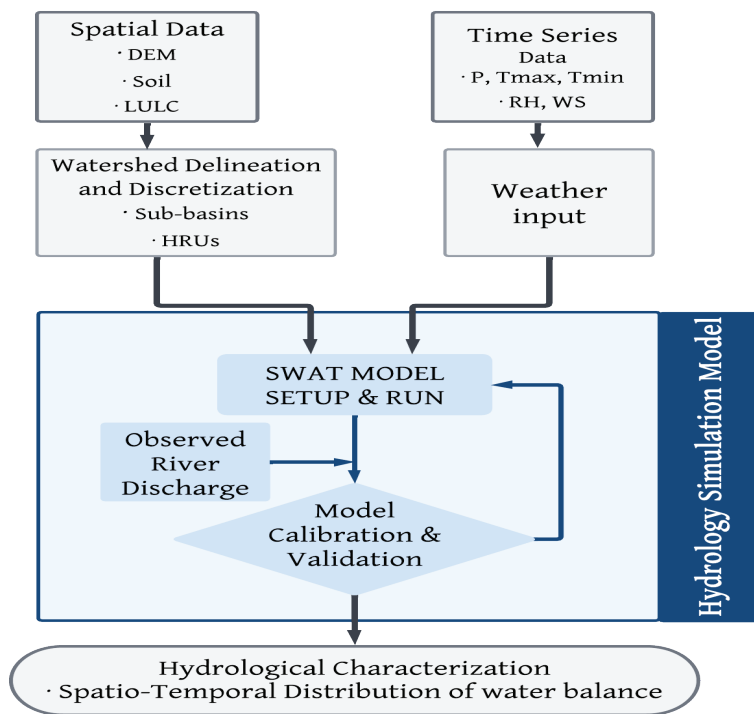 Spatial Data
· DEM
· Soil
· LULC
Time Series
Data
· P, Tmax, Tmin
· RH, WS
Watershed Delineation
and Discretization
· Sub-basins
· HRUs
Weather
input
SWAT MODEL
SETUP & RUN
Observed
River
Discharge
Model
Calibration &
Validation
Hydrology Simulation Model
Hydrological Characterization
· Spatio-Temporal Distribution of water balance